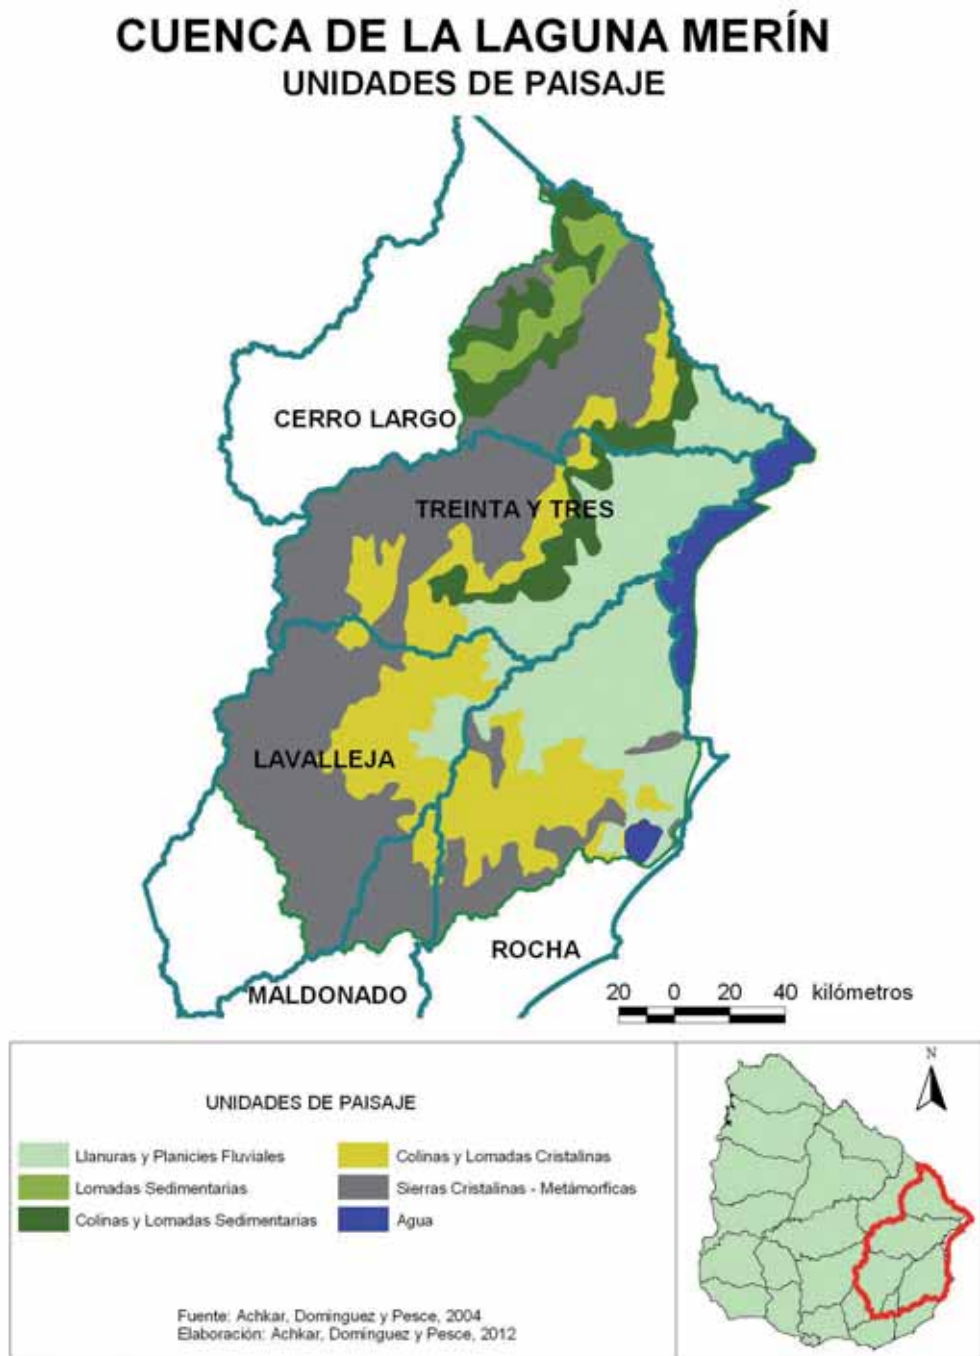 CUENCA DE LA LAGUNA MERÍN
UNIDADES DE PAISAJE
CERRO LARGO
TREINTA Y TRES
LAVALLEJA
ROCHA
MALDONADO
20 0 20 40 kilómetros
UNIDADES DE PAISAJE
Llanuras y Planicies Fluviales
Lomadas Sedimentarias
Colinas y Lomadas Sedimentarias
Colinas y Lomadas Cristalinas
Sierras Cristalinas - Metámorficas
Agua
N
Fuente: Achkar, Dominguez y Pesce, 2004
Elaboración: Achkar, Dominguez y Pesce, 2012